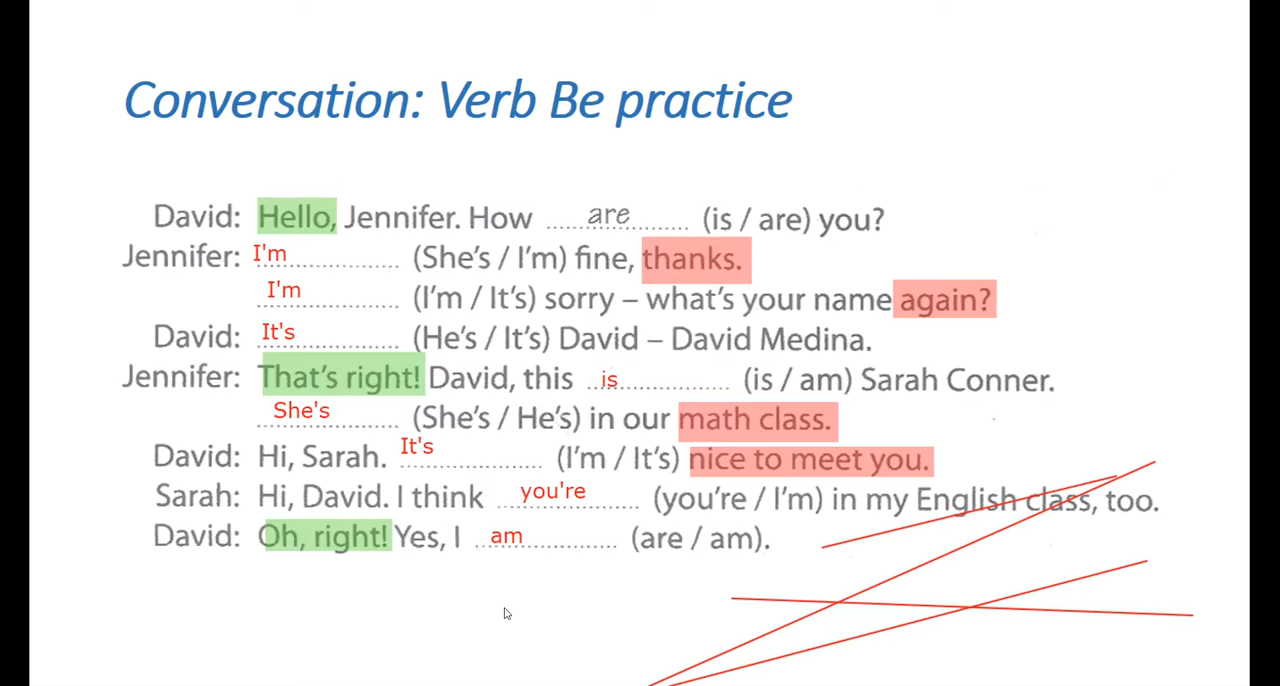 Conversation: Verb Be practice
David: Hello, Jennifer. How are (is / are) you?
Jennifer: I'm (She's / I'm) fine, thanks.
I'm (I'm / It's) sorry – what's your name again?
David: It's (He's / It's) David – David Medina.
Jennifer: That's right! David, this is (is / am) Sarah Conner.
She's (She's / He's) in our math class.
David: Hi, Sarah. It's (I'm / It's) nice to meet you.
Sarah: Hi, David. I think you're (you're / I'm) in my English class, too.
David: Oh, right! Yes, I am (are / am).